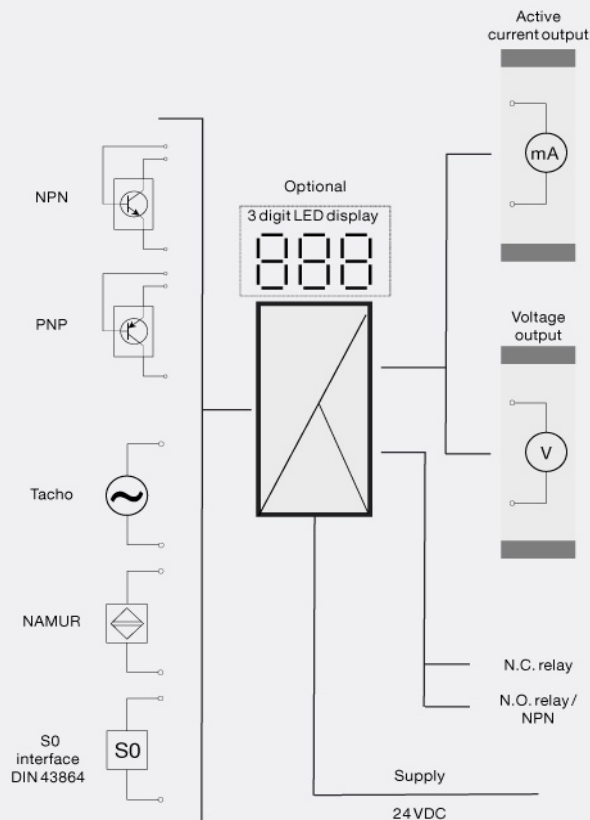 Active
current output
mA
NPN
Optional
3 digit LED display
888
PNP
Voltage
output
V
Tacho
NAMUR
N.C. relay
N.O. relay /
NPN
S0
interface
DIN 43864
S0
Supply
24 VDC